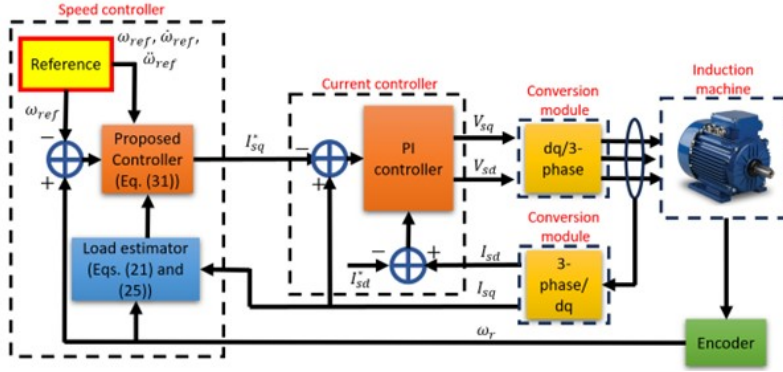 Speed controller
Reference
ω_ref, ω̇_ref,
ω̈_ref
ω_ref
−
+
Proposed
Controller
(Eq. (31))
Load estimator
(Eqs. (21) and
(25))
I*_sq
Current controller
−
+
PI
controller
−
+
I*_sd
V_sq
V_sd
Conversion
module
dq/3-
phase
Induction
machine
Conversion
module
3-
phase/
dq
I_sd
I_sq
ω_r
Encoder